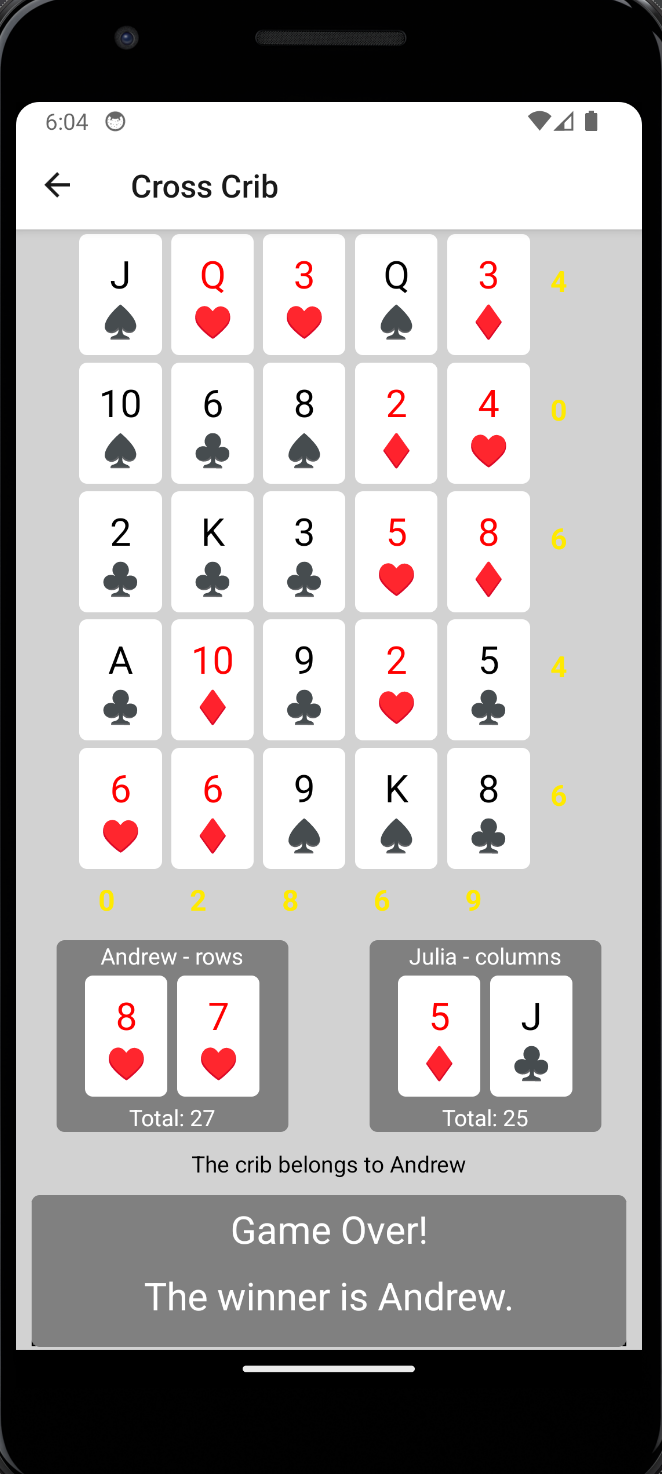 6:04
Cross Crib
J Q 3 Q 3 4
10 6 8 2 4 0
2 K 3 5 8 6
A 10 9 2 5 4
6 6 9 K 8 6
0 2 8 6 9
Andrew - rows Julia - columns
8 7 5 J
Total: 27 Total: 25
The crib belongs to Andrew
Game Over!
The winner is Andrew.